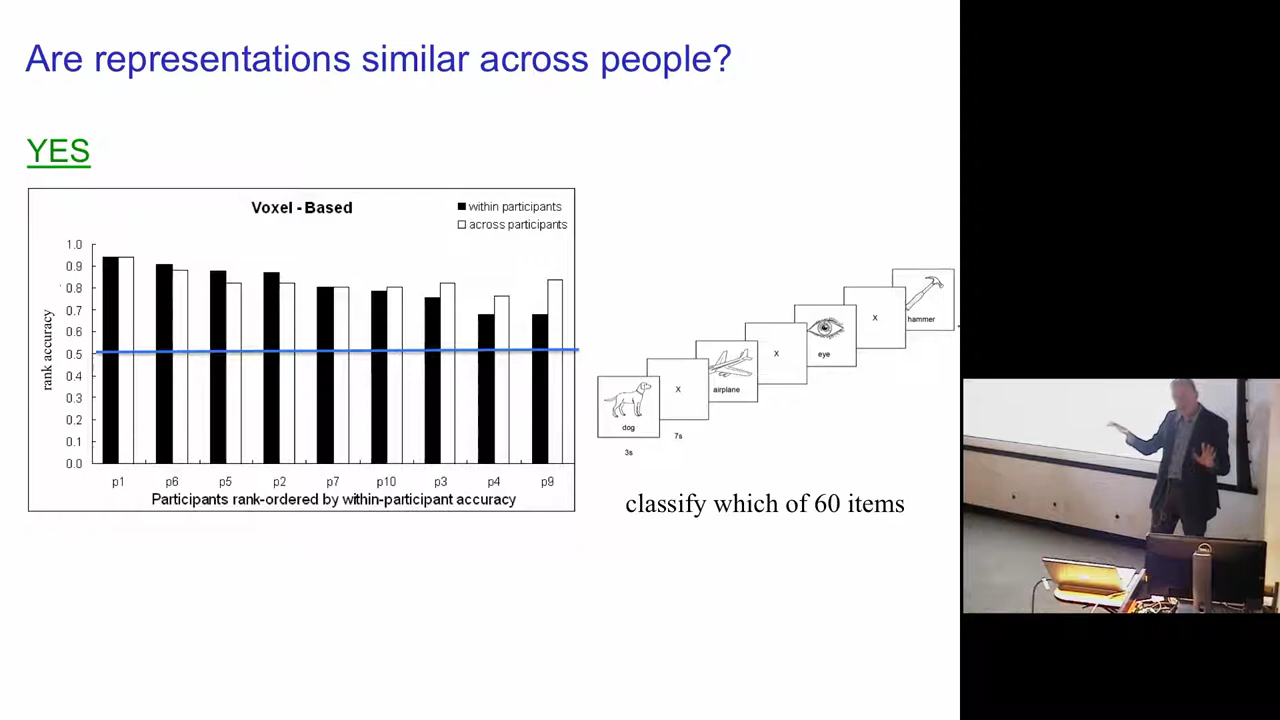 Are representations similar across people?
YES
Voxel - Based
within participants
across participants
rank accuracy
1.0
0.9
0.8
0.7
0.6
0.5
0.4
0.3
0.2
0.1
0.0
p1 p6 p5 p2 p7 p10 p3 p4 p9
Participants rank-ordered by within-participant accuracy
dog
3s
X
7s
airplane
X
eye
X
hammer
classify which of 60 items